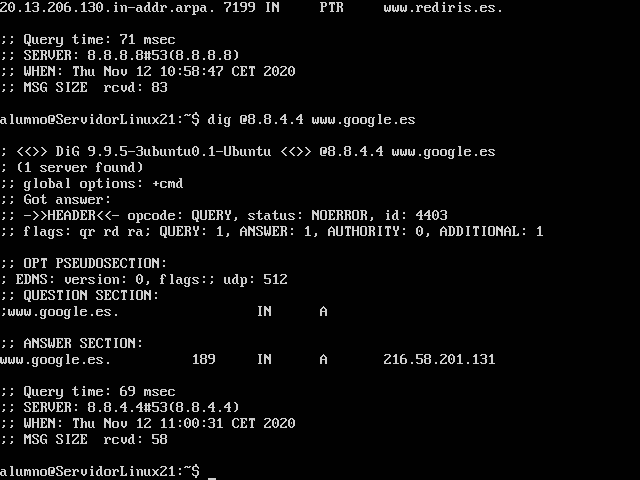 20.13.206.130.in-addr.arpa. 7199 IN     PTR     www.rediris.es.
;; Query time: 71 msec
;; SERVER: 8.8.8.8#53(8.8.8.8)
;; WHEN: Thu Nov 12 10:58:47 CET 2020
;; MSG SIZE  rcvd: 83
alumno@ServidorLinux21:~$ dig @8.8.4.4 www.google.es
; <<>> DiG 9.9.5-3ubuntu0.1-Ubuntu <<>> @8.8.4.4 www.google.es
; (1 server found)
;; global options: +cmd
;; Got answer:
;; ->>HEADER<<- opcode: QUERY, status: NOERROR, id: 4403
;; flags: qr rd ra; QUERY: 1, ANSWER: 1, AUTHORITY: 0, ADDITIONAL: 1
;; OPT PSEUDOSECTION:
; EDNS: version: 0, flags:; udp: 512
;; QUESTION SECTION:
;www.google.es.                 IN      A
;; ANSWER SECTION:
www.google.es.          189     IN      A       216.58.201.131
;; Query time: 69 msec
;; SERVER: 8.8.4.4#53(8.8.4.4)
;; WHEN: Thu Nov 12 11:00:31 CET 2020
;; MSG SIZE  rcvd: 58
alumno@ServidorLinux21:~$ _